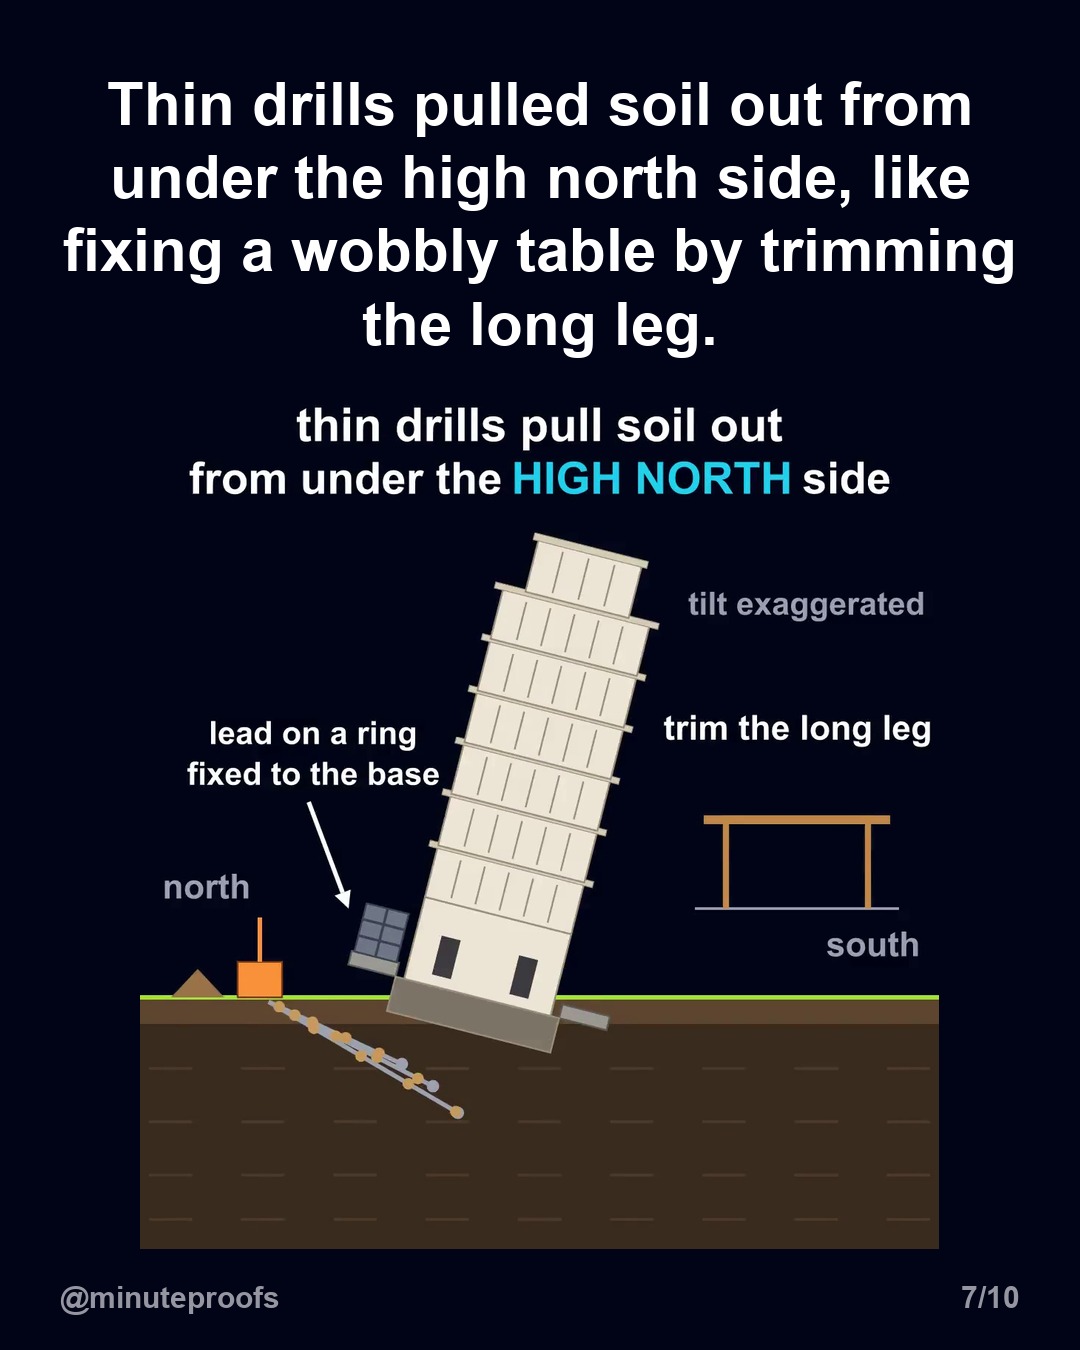 Thin drills pulled soil out from
under the high north side, like
fixing a wobbly table by trimming
the long leg.
thin drills pull soil out
from under the HIGH NORTH side
tilt exaggerated
lead on a ring
fixed to the base
trim the long leg
north
south
@minuteproofs
7/10